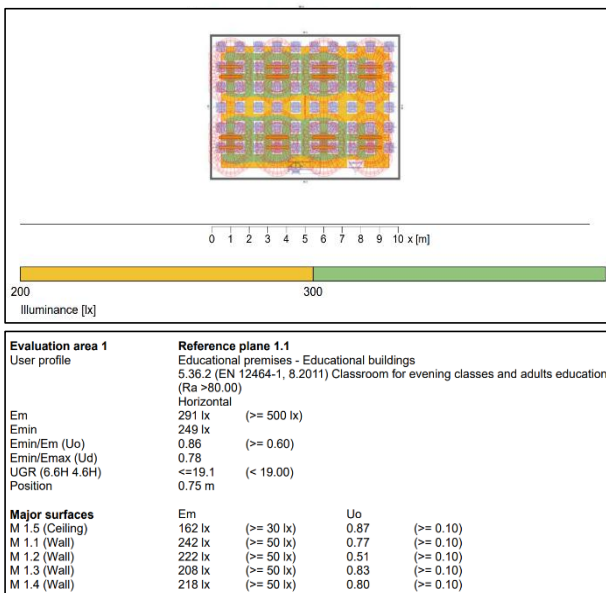 0 1 2 3 4 5 6 7 8 9 10 x [m]
200 300
Illuminance [lx]
Evaluation area 1 Reference plane 1.1
User profile Educational premises - Educational buildings
5.36.2 (EN 12464-1, 8.2011) Classroom for evening classes and adults education
(Ra >80.00)
Horizontal
Em 291 lx (>= 500 lx)
Emin 249 lx
Emin/Em (Uo) 0.86 (>= 0.60)
Emin/Emax (Ud) 0.78
UGR (6.6H 4.6H) <=19.1 (< 19.00)
Position 0.75 m
Major surfaces Em Uo
M 1.5 (Ceiling) 162 lx (>= 30 lx) 0.87 (>= 0.10)
M 1.1 (Wall) 242 lx (>= 50 lx) 0.77 (>= 0.10)
M 1.2 (Wall) 222 lx (>= 50 lx) 0.51 (>= 0.10)
M 1.3 (Wall) 208 lx (>= 50 lx) 0.83 (>= 0.10)
M 1.4 (Wall) 218 lx (>= 50 lx) 0.80 (>= 0.10)